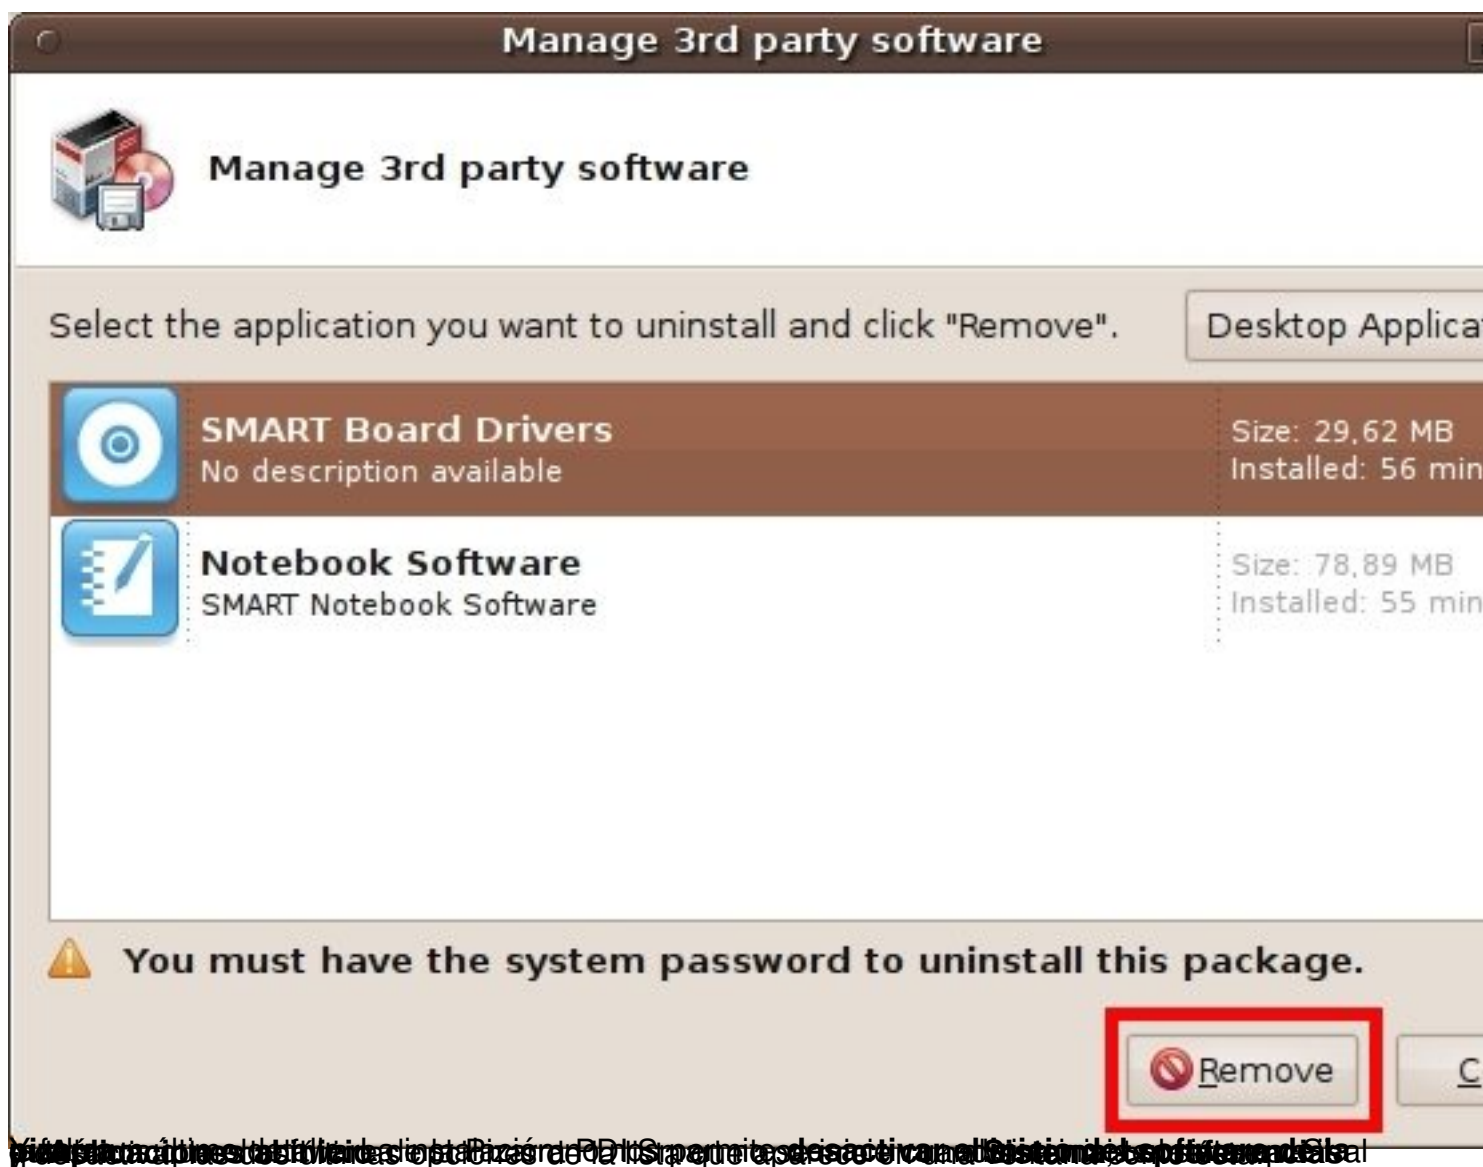 Manage 3rd party software
Manage 3rd party software
Select the application you want to uninstall and click "Remove".
Desktop Applica
SMART Board Drivers
No description available
Size: 29,62 MB
Installed: 56 min
Notebook Software
SMART Notebook Software
Size: 78,89 MB
Installed: 55 min
You must have the system password to uninstall this package.
Remove
C